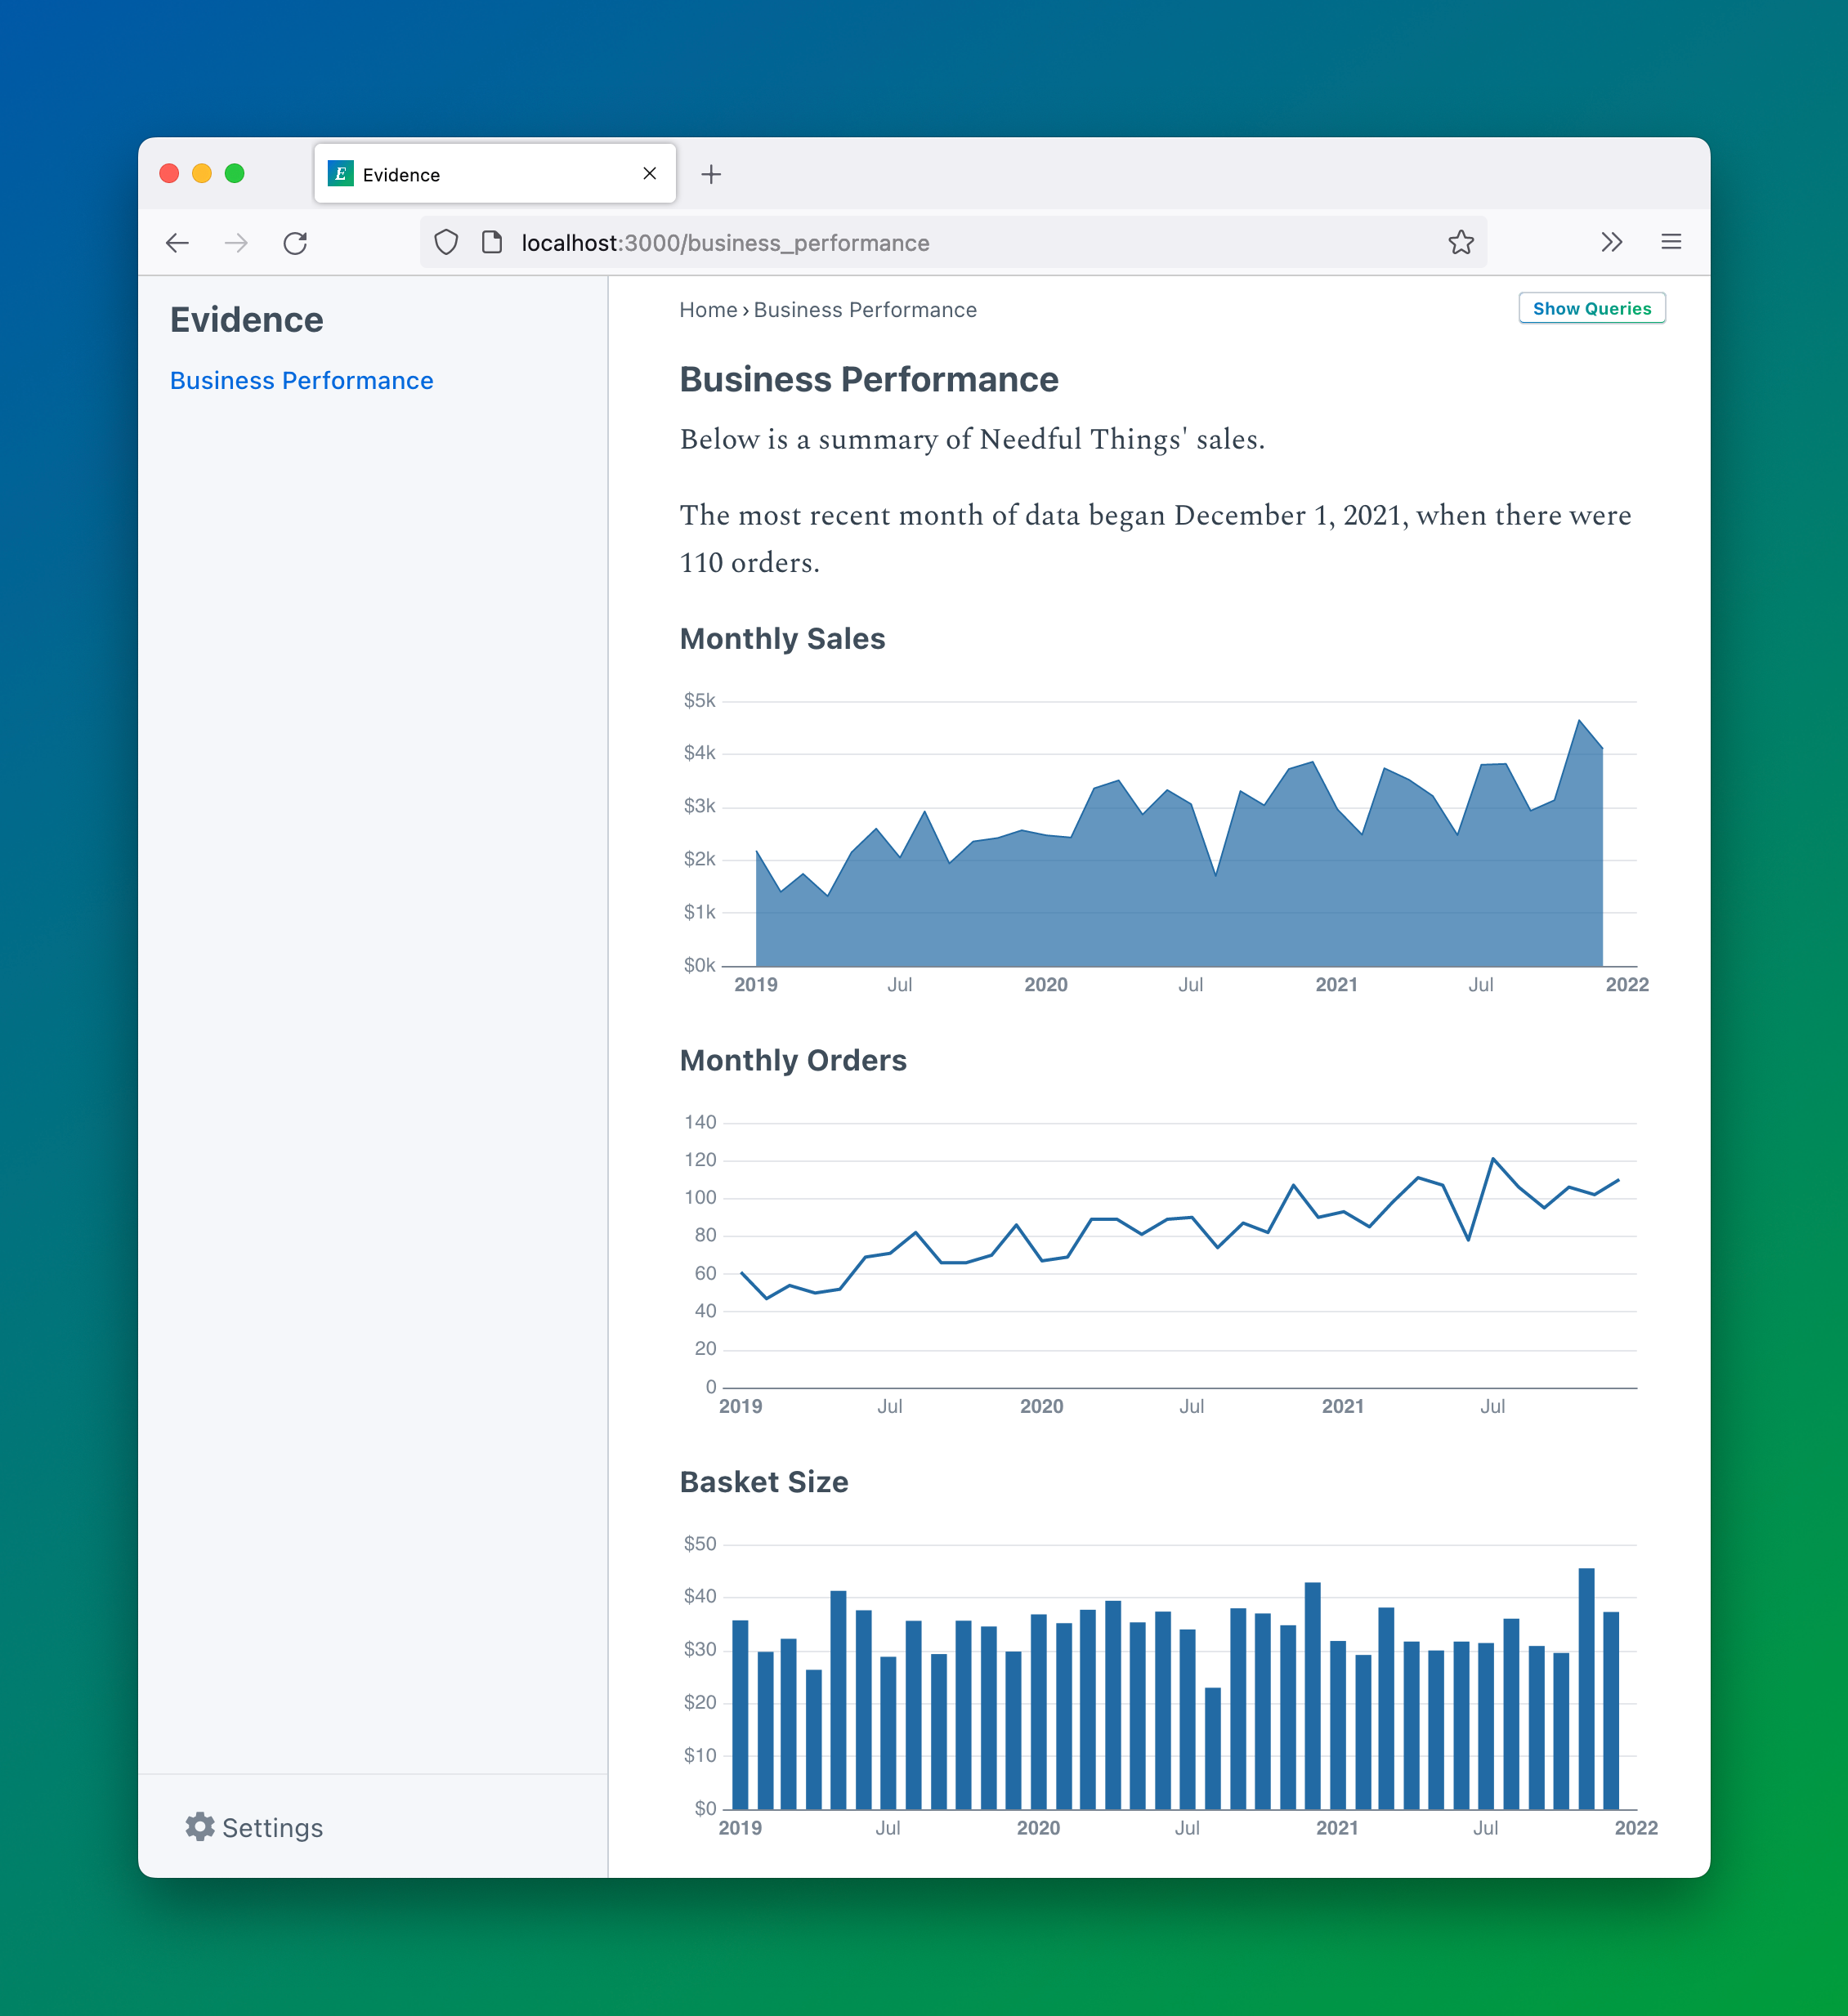 E Evidence
localhost:3000/business_performance
Evidence
Business Performance
Home › Business Performance
Show Queries
Business Performance
Below is a summary of Needful Things' sales.
The most recent month of data began December 1, 2021, when there were
110 orders.
Monthly Sales
$5k
$4k
$3k
$2k
$1k
$0k
2019 Jul 2020 Jul 2021 Jul 2022
Monthly Orders
140
120
100
80
60
40
20
0
2019 Jul 2020 Jul 2021 Jul
Basket Size
$50
$40
$30
$20
$10
$0
2019 Jul 2020 Jul 2021 Jul 2022
Settings